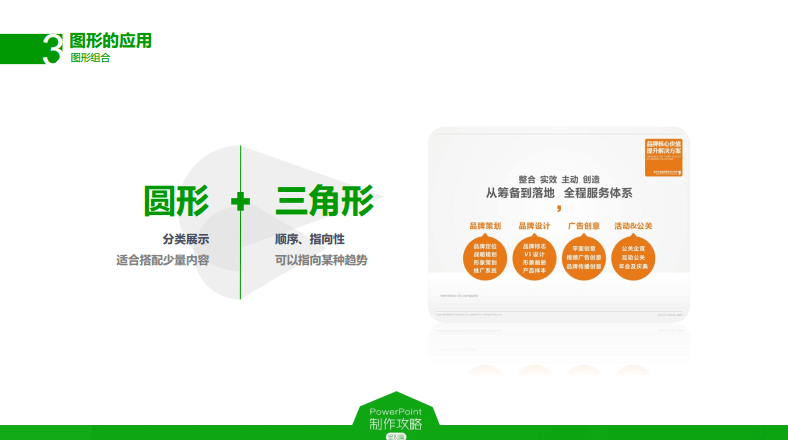 3
图形的应用
图形组合
圆形 + 三角形
分类展示
适合搭配少量内容
顺序、指向性
可以指向某种趋势
品牌核心价值
提升解决方案
整合 实效 主动 创造
从筹备到落地 全程服务体系
,
品牌策划
品牌定位
战略规划
形象策划
推广系统
品牌设计
品牌标志
VI设计
形象画册
产品样本
广告创意
平面创意
视频广告创意
品牌传播创意
活动&公关
公关企宣
互动公关
年会及庆典
PowerPoint
制作攻略